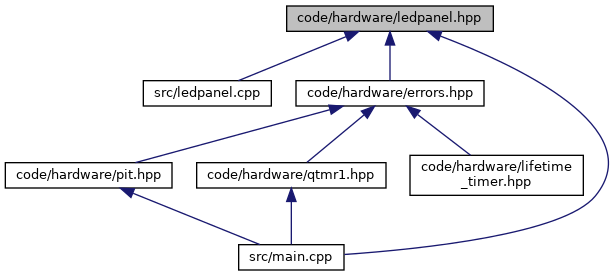 code/hardware/ledpanel.hpp
src/ledpanel.cpp
code/hardware/errors.hpp
code/hardware/pit.hpp
code/hardware/qtmr1.hpp
code/hardware/lifetime
_timer.hpp
src/main.cpp